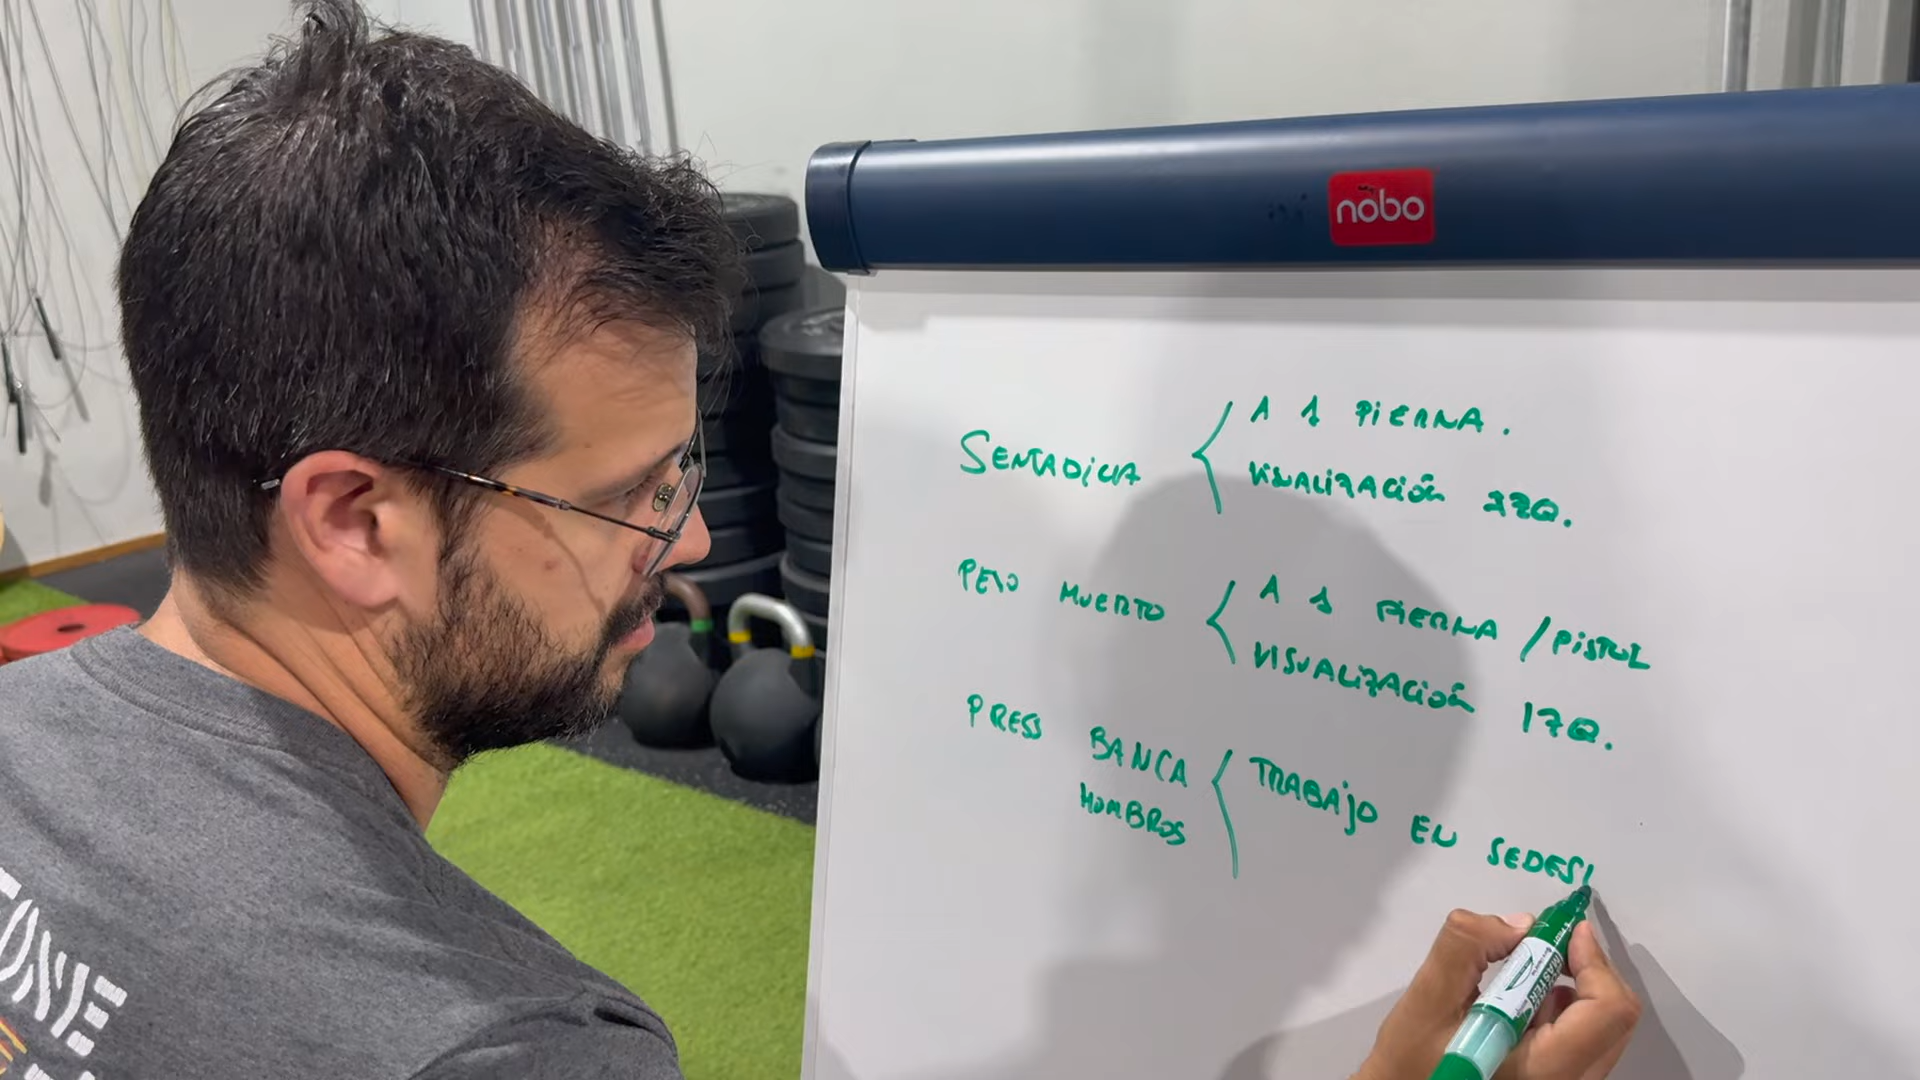 nobo
SENTADILLA
A 1 PIERNA.
VISUALIZACIÓN IZQ.
PESO MUERTO
A 1 PIERNA / PISTOL
VISUALIZACIÓN IZQ.
PRESS BANCA
HOMBROS
TRABAJO EN SEDES
MASTER